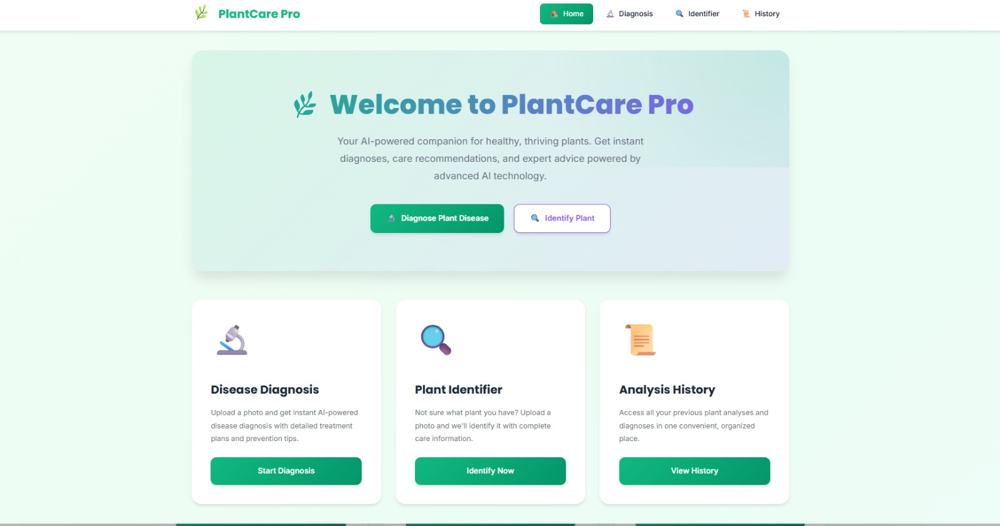 PlantCare Pro
Home
Diagnosis
Identifier
History
Welcome to PlantCare Pro
Your AI-powered companion for healthy, thriving plants. Get instant
diagnoses, care recommendations, and expert advice powered by
advanced AI technology.
Diagnose Plant Disease
Identify Plant
Disease Diagnosis
Upload a photo and get instant AI-powered
disease diagnosis with detailed treatment
plans and prevention tips.
Start Diagnosis
Plant Identifier
Not sure what plant you have? Upload a
photo and we'll identify it with complete
care information.
Identify Now
Analysis History
Access all your previous plant analyses and
diagnoses in one convenient, organized
place.
View History